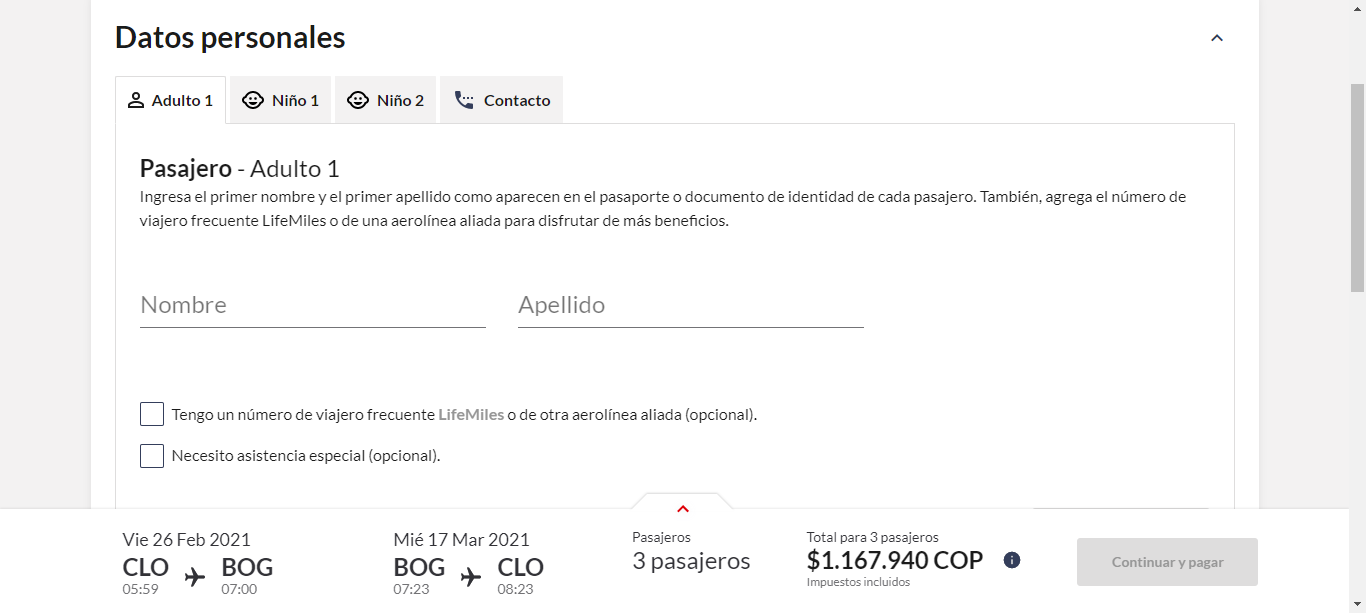 Datos personales
Adulto 1
Niño 1
Niño 2
Contacto
Pasajero - Adulto 1
Ingresa el primer nombre y el primer apellido como aparecen en el pasaporte o documento de identidad de cada pasajero. También, agrega el número de
viajero frecuente LifeMiles o de una aerolínea aliada para disfrutar de más beneficios.
Nombre
Apellido
Tengo un número de viajero frecuente LifeMiles o de otra aerolínea aliada (opcional).
Necesito asistencia especial (opcional).
Vie 26 Feb 2021
CLO BOG
05:59 07:00
Mié 17 Mar 2021
BOG CLO
07:23 08:23
Pasajeros
3 pasajeros
Total para 3 pasajeros
$1.167.940 COP
Impuestos incluidos
Continuar y pagar